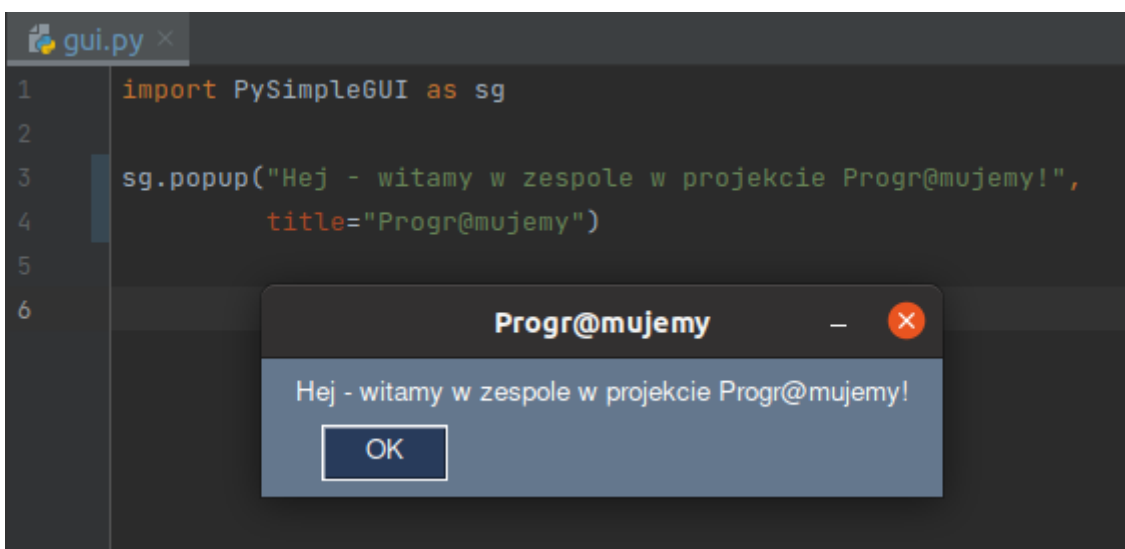 gui.py
1 import PySimpleGUI as sg
2
3 sg.popup("Hej - witamy w zespole w projekcie Progr@mujemy!",
4 title="Progr@mujemy")
5
6
Progr@mujemy
Hej - witamy w zespole w projekcie Progr@mujemy!
OK